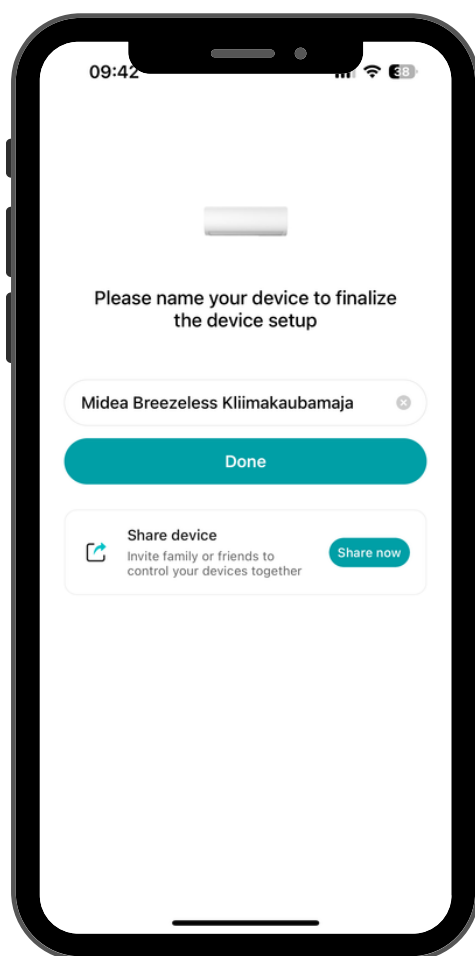 09:42
38
Please name your device to finalize
the device setup
Midea Breezeless Kliimakaubamaja
Done
Share device
Invite family or friends to
control your devices together
Share now